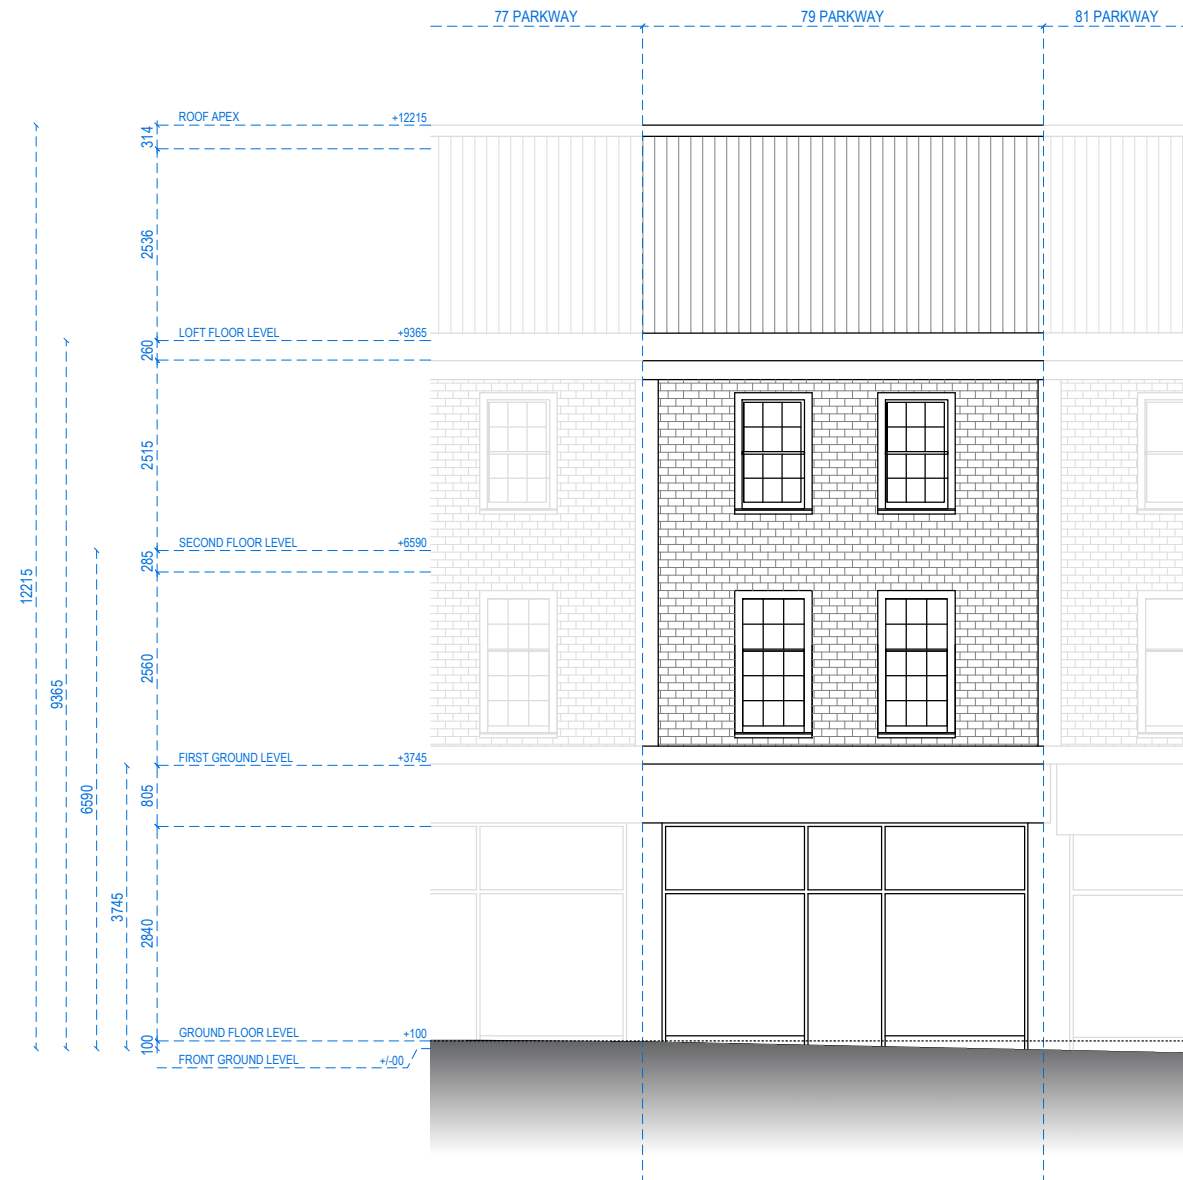 77 PARKWAY
79 PARKWAY
81 PARKWAY
ROOF APEX +12215
314
2536
LOFT FLOOR LEVEL +9365
260
2515
SECOND FLOOR LEVEL +6590
285
12215
2560
9365
FIRST GROUND LEVEL +3745
805
6590
3745
2840
GROUND FLOOR LEVEL +100
100
FRONT GROUND LEVEL +/-00